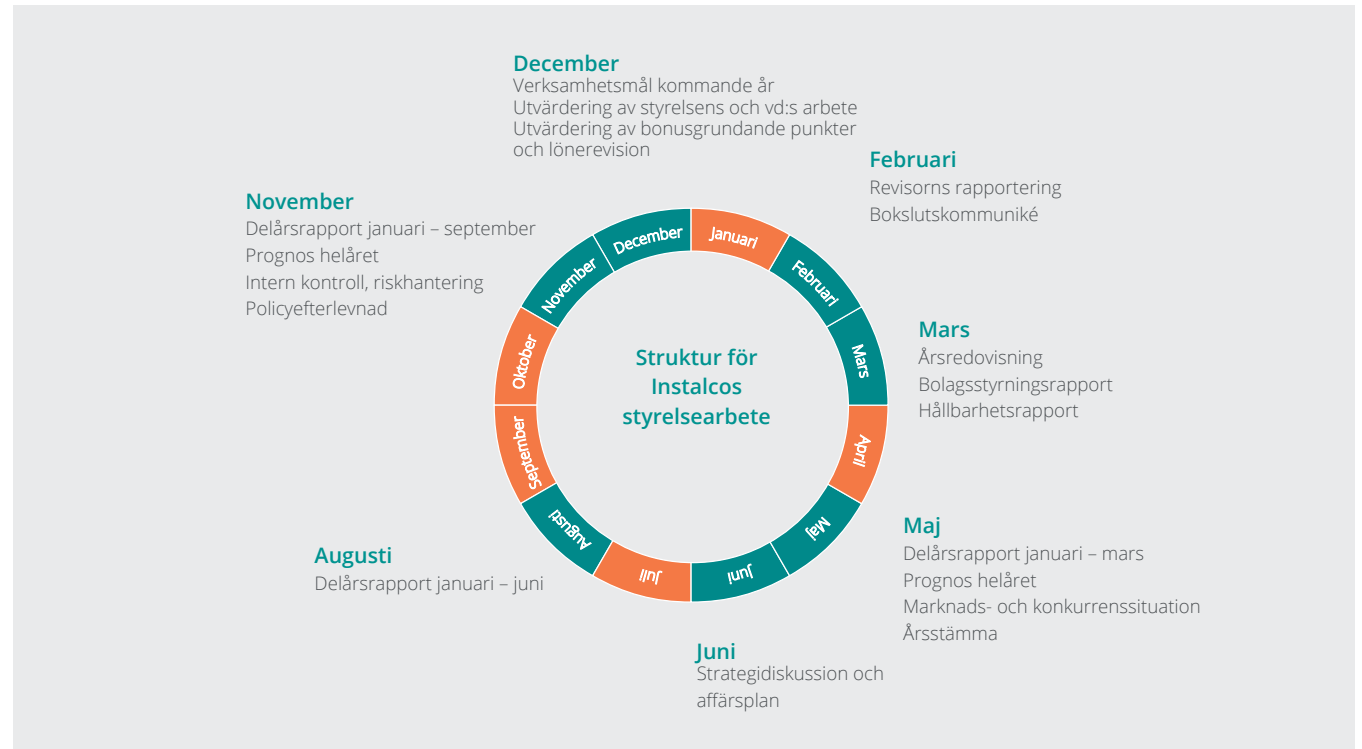 December
Verksamhetsmål kommande år
Utvärdering av styrelsens och vd:s arbete
Utvärdering av bonusgrundande punkter
och lönerevision
Februari
Revisorns rapportering
Bokslutskommuniké
Mars
Årsredovisning
Bolagsstyrningsrapport
Hållbarhetsrapport
Maj
Delårsrapport januari – mars
Prognos helåret
Marknads- och konkurrenssituation
Årsstämma
Juni
Strategidiskussion och
affärsplan
Augusti
Delårsrapport januari – juni
November
Delårsrapport januari – september
Prognos helåret
Intern kontroll, riskhantering
Policyefterlevnad
Januari
Februari
Mars
April
Maj
Juni
Juli
Augusti
September
Oktober
November
December
Struktur för
Instalcos
styrelsearbete